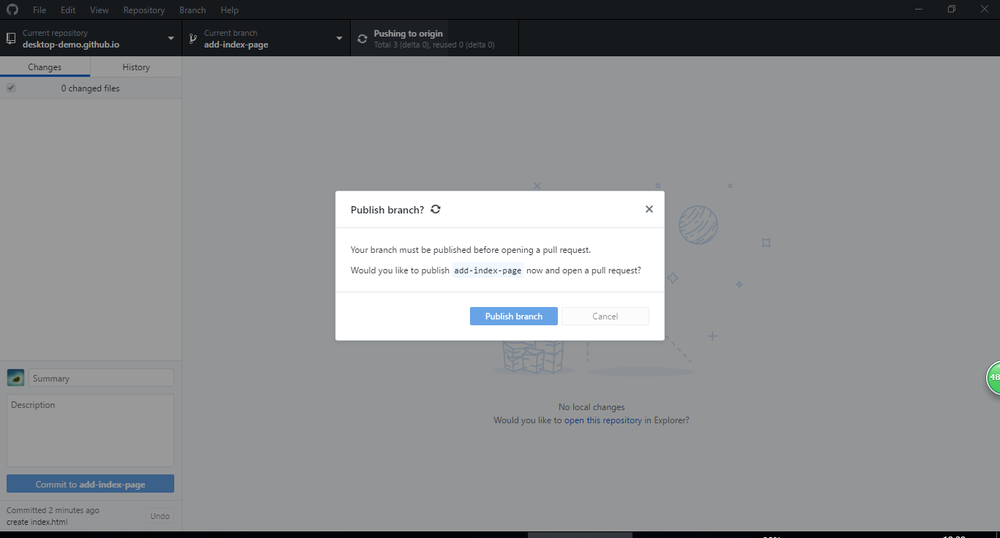 File Edit View Repository Branch Help
Current repository
desktop-demo.github.io
Current branch
add-index-page
Pushing to origin
Total 3 (delta 0), reused 0 (delta 0)
Changes History
0 changed files
Publish branch?
Your branch must be published before opening a pull request.
Would you like to publish add-index-page now and open a pull request?
Publish branch Cancel
48
No local changes
Would you like to open this repository in Explorer?
Summary
Description
Commit to add-index-page
Committed 2 minutes ago
create index.html
Undo